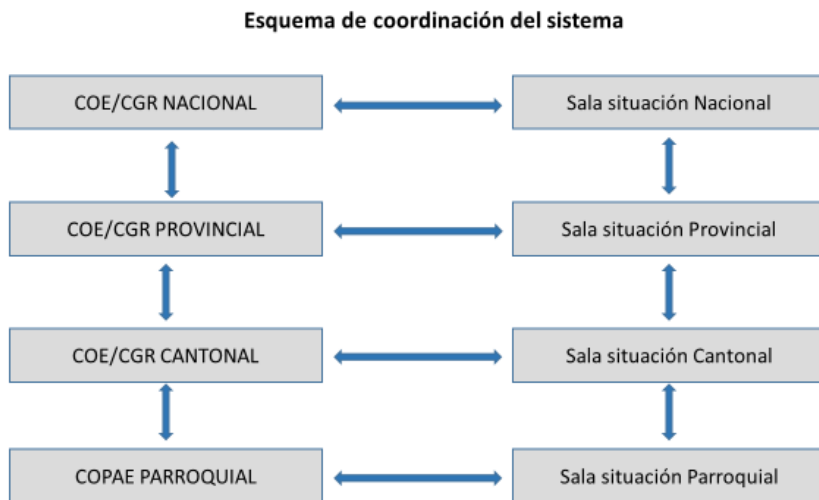 Esquema de coordinación del sistema
COE/CGR NACIONAL
Sala situación Nacional
COE/CGR PROVINCIAL
Sala situación Provincial
COE/CGR CANTONAL
Sala situación Cantonal
COPAE PARROQUIAL
Sala situación Parroquial